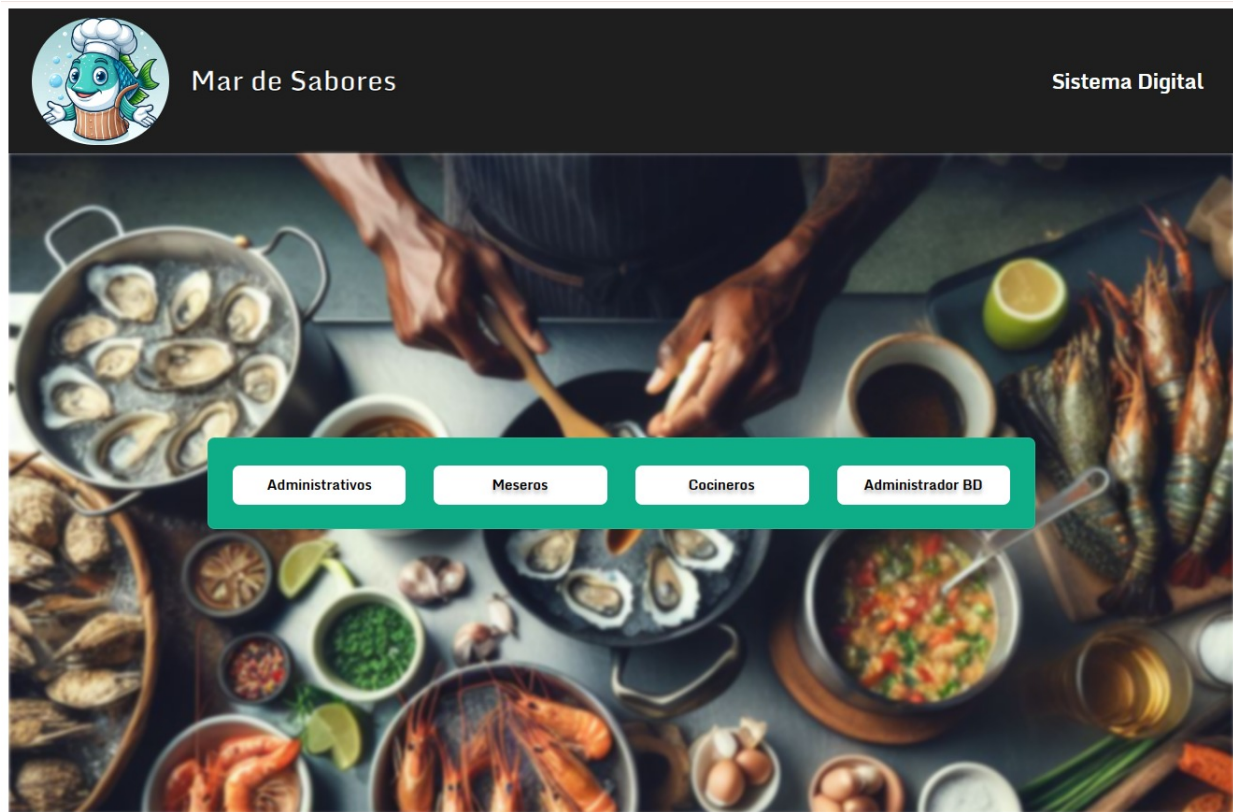 Mar de Sabores
Sistema Digital
Administrativos
Meseros
Cocineros
Administrador BD